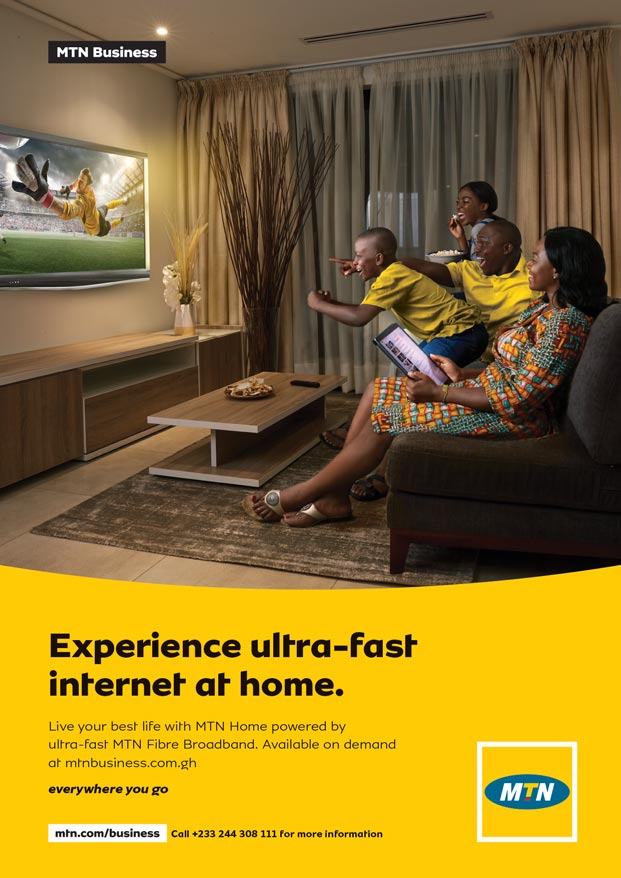 MTN Business
Experience ultra-fast
internet at home.
Live your best life with MTN Home powered by
ultra-fast MTN Fibre Broadband. Available on demand
at mtnbusiness.com.gh
everywhere you go
MTN
mtn.com/business Call +233 244 308 111 for more information